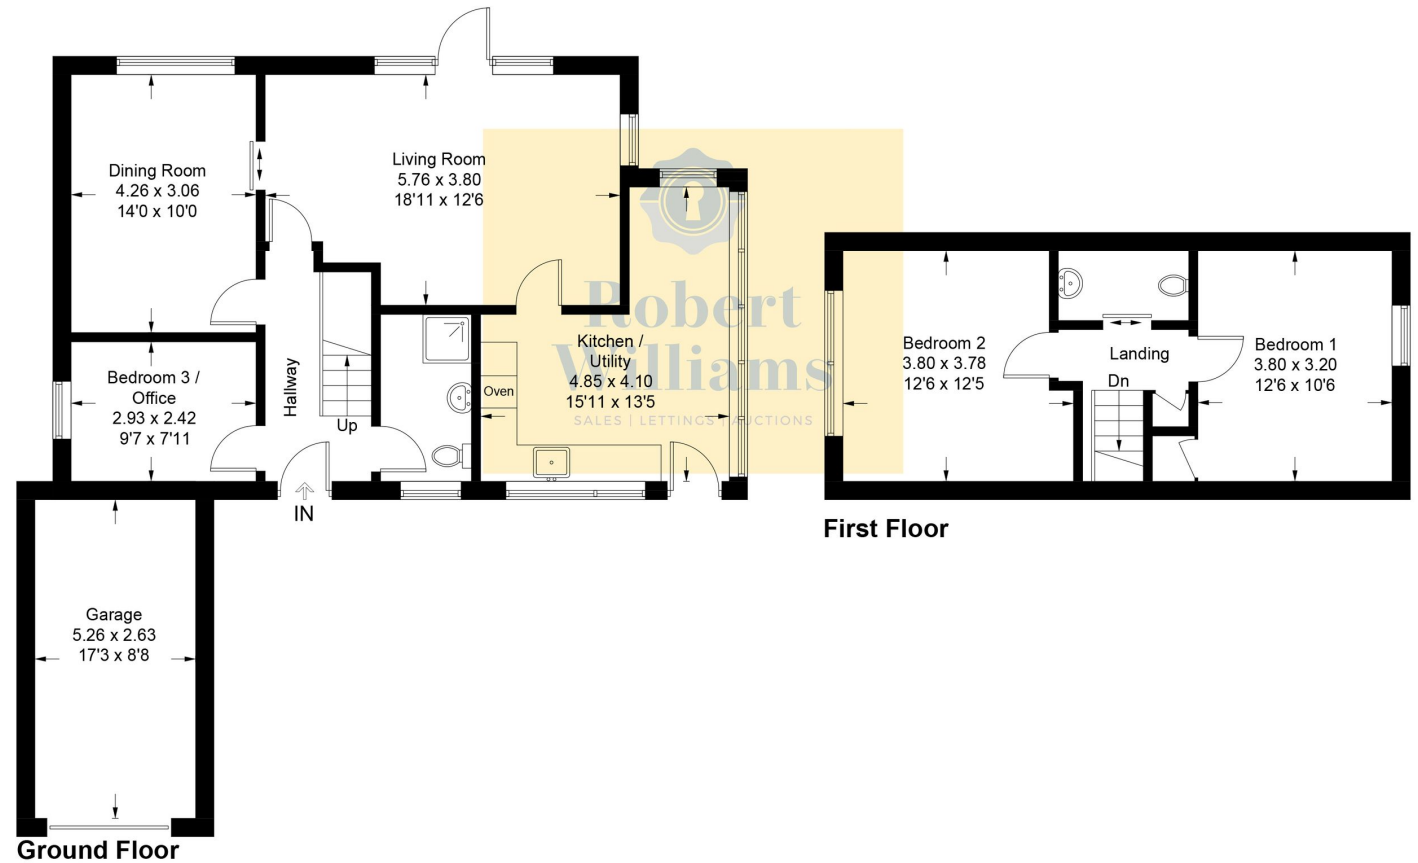 Dining Room
4.26 x 3.06
14'0 x 10'0
Living Room
5.76 x 3.80
18'11 x 12'6
Robert
Williams
SALES | LETTINGS | AUCTIONS
Kitchen /
Utility
4.85 x 4.10
15'11 x 13'5
Oven
Bedroom 3 /
Office
2.93 x 2.42
9'7 x 7'11
Hallway
Up
IN
Garage
5.26 x 2.63
17'3 x 8'8
Ground Floor
Bedroom 2
3.80 x 3.78
12'6 x 12'5
Landing
Dn
Bedroom 1
3.80 x 3.20
12'6 x 10'6
First Floor